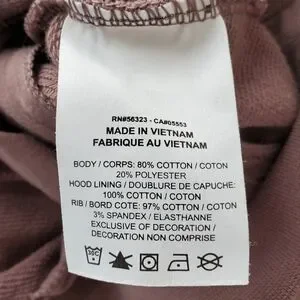 RN#56323 - CA#05553
MADE IN VIETNAM
FABRIQUE AU VIETNAM
BODY / CORPS: 80% COTTON / COTON
20% POLYESTER
HOOD LINING / DOUBLURE DE CAPUCHE:
100% COTTON / COTON
RIB / BORD COTE: 97% COTTON / COTON
3% SPANDEX / ELASTHANNE
EXCLUSIVE OF DECORATION /
DECORATION NON COMPRISE